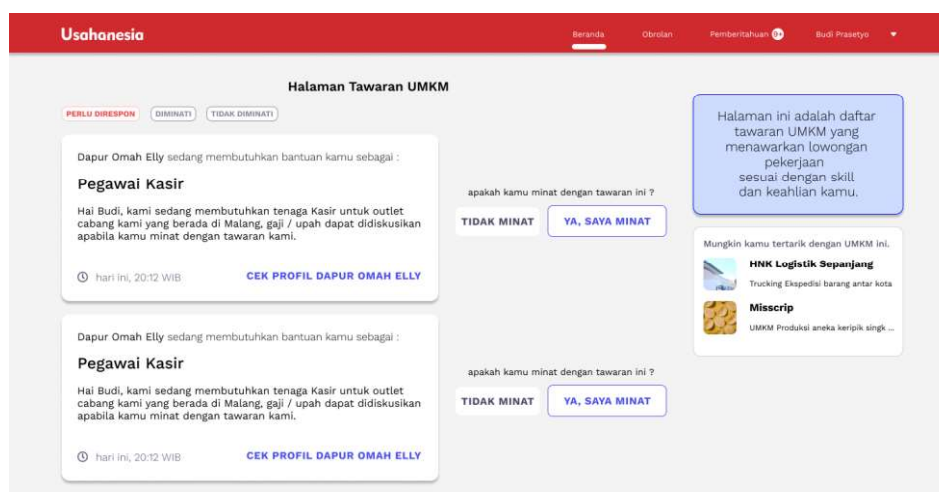 Usahanesia
Beranda
Obrolan
Pemberitahuan 9+
Budi Prasetyo
Halaman Tawaran UMKM
PERLU DIRESPON
DIMINATI
TIDAK DIMINATI
Dapur Omah Elly sedang membutuhkan bantuan kamu sebagai :
Pegawai Kasir
Hai Budi, kami sedang membutuhkan tenaga Kasir untuk outlet
cabang kami yang berada di Malang, gaji / upah dapat didiskusikan
apabila kamu minat dengan tawaran kami.
hari ini, 20:12 WIB
CEK PROFIL DAPUR OMAH ELLY
apakah kamu minat dengan tawaran ini ?
TIDAK MINAT
YA, SAYA MINAT
Dapur Omah Elly sedang membutuhkan bantuan kamu sebagai :
Pegawai Kasir
Hai Budi, kami sedang membutuhkan tenaga Kasir untuk outlet
cabang kami yang berada di Malang, gaji / upah dapat didiskusikan
apabila kamu minat dengan tawaran kami.
hari ini, 20:12 WIB
CEK PROFIL DAPUR OMAH ELLY
apakah kamu minat dengan tawaran ini ?
TIDAK MINAT
YA, SAYA MINAT
Halaman ini adalah daftar
tawaran UMKM yang
menawarkan lowongan
pekerjaan
sesuai dengan skill
dan keahlian kamu.
Mungkin kamu tertarik dengan UMKM ini.
HNK Logistik Sepanjang
Trucking Ekspedisi barang antar kota
Misscrip
UMKM Produksi aneka keripik singk ...